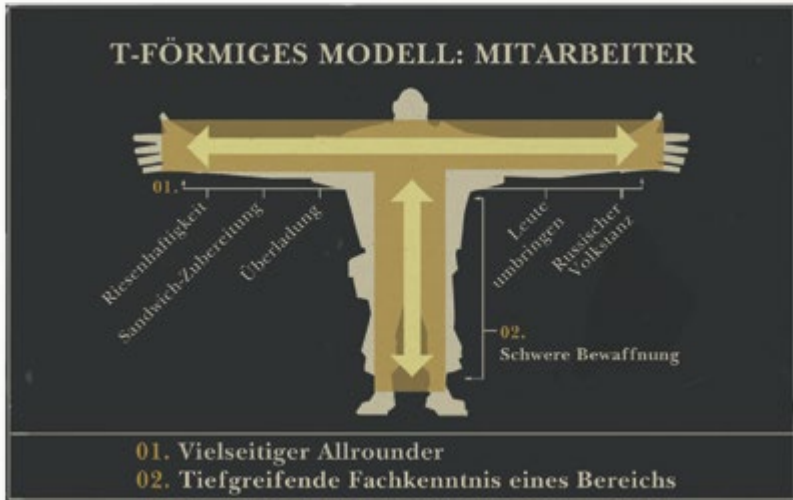 T-FÖRMIGES MODELL: MITARBEITER
01.
Riesenhaftigkeit
Sandwich-Zubereitung
Überladung
Leute
umbringen
Russischer
Volkstanz
02.
Schwere Bewaffnung
01. Vielseitiger Allrounder
02. Tiefgreifende Fachkenntnis eines Bereichs